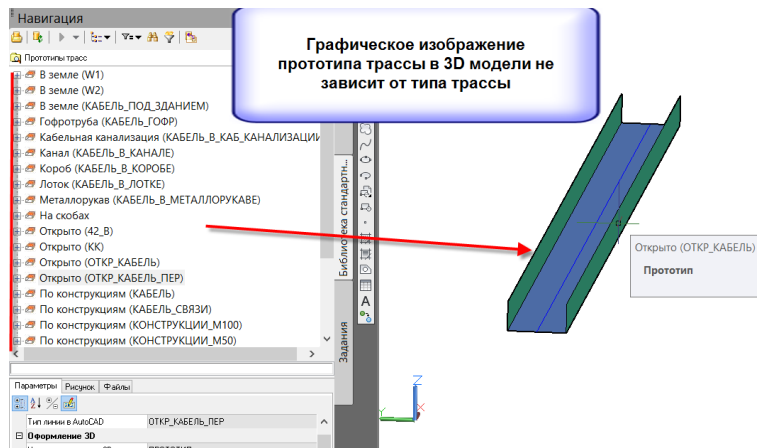 Навигация
Графическое изображение
прототипа трассы в 3D модели не
зависит от типа трассы
Прототипы трасс
В земле (W1)
В земле (W2)
В земле (КАБЕЛЬ_ПОД_ЗДАНИЕМ)
Гофротруба (КАБЕЛЬ_ГОФР)
Кабельная канализация (КАБЕЛЬ_В_КАБ_КАНАЛИЗАЦИИ
Канал (КАБЕЛЬ_В_КАНАЛЕ)
Короб (КАБЕЛЬ_В_КОРОБЕ)
Лоток (КАБЕЛЬ_В_ЛОТКЕ)
Металлорукав (КАБЕЛЬ_В_МЕТАЛЛОРУКАВЕ)
На скобах
Открыто (42_В)
Открыто (КК)
Открыто (ОТКР_КАБЕЛЬ)
Открыто (ОТКР_КАБЕЛЬ_ПЕР)
По конструкциям (КАБЕЛЬ)
По конструкциям (КАБЕЛЬ_СВЯЗИ)
По конструкциям (КОНСТРУКЦИИ_М100)
По конструкциям (КОНСТРУКЦИИ_М50)
Библиотека стандартн...
Задания
A
Открыто (ОТКР_КАБЕЛЬ)
Прототип
Z
Y
X
Параметры Рисунок Файлы
Тип линии в AutoCAD ОТКР_КАБЕЛЬ_ПЕР
Оформление 3D